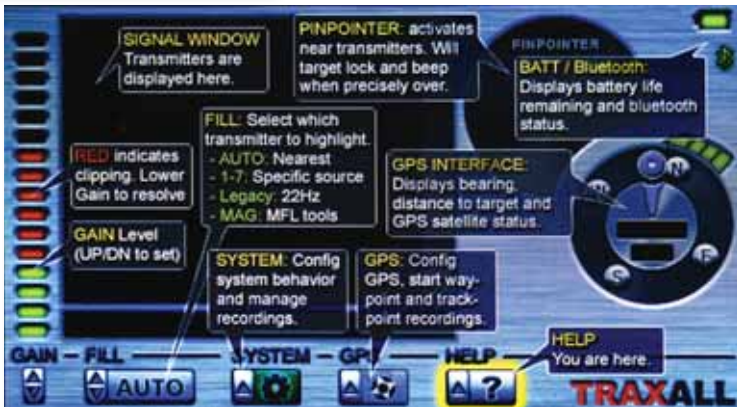 SIGNAL WINDOW
Transmitters are
displayed here.
PINPOINTER: activates
near transmitters. Will
target lock and beep
when precisely over.
PINPOINTER
BATT / Bluetooth:
Displays battery life
remaining and bluetooth
status.
FILL: Select which
transmitter to highlight.
- AUTO: Nearest
- 1-7: Specific source
- Legacy: 22Hz
- MAG: MFL tools
RED indicates
clipping. Lower
Gain to resolve
GPS INTERFACE:
Displays bearing,
distance to target and
GPS satellite status.
N
W
E
S
GAIN Level
(UP/DN to set)
SYSTEM: Config
system behavior
and manage
recordings.
GPS: Config
GPS, start way-
point and track-
point recordings.
HELP
You are here.
GAIN
FILL
SYSTEM
GPS
HELP
AUTO
?
TRAXALL